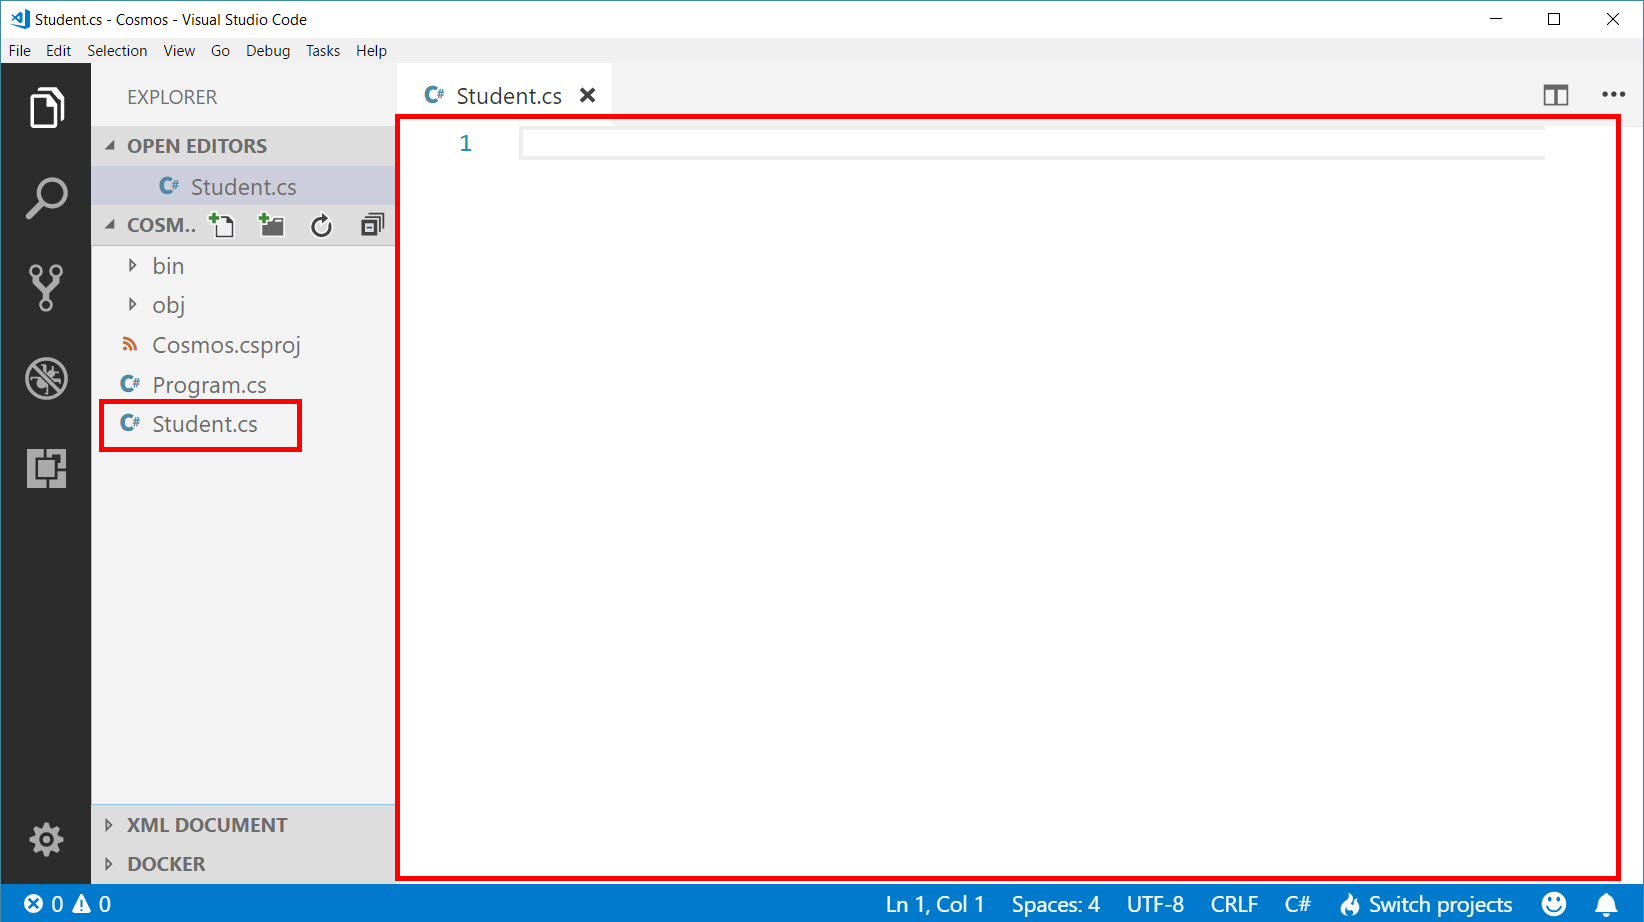 Student.cs - Cosmos - Visual Studio Code
File Edit Selection View Go Debug Tasks Help
EXPLORER
Student.cs
OPEN EDITORS
Student.cs
COSM..
bin
obj
Cosmos.csproj
Program.cs
Student.cs
XML DOCUMENT
DOCKER
1
0 0 Ln 1, Col 1 Spaces: 4 UTF-8 CRLF C# Switch projects